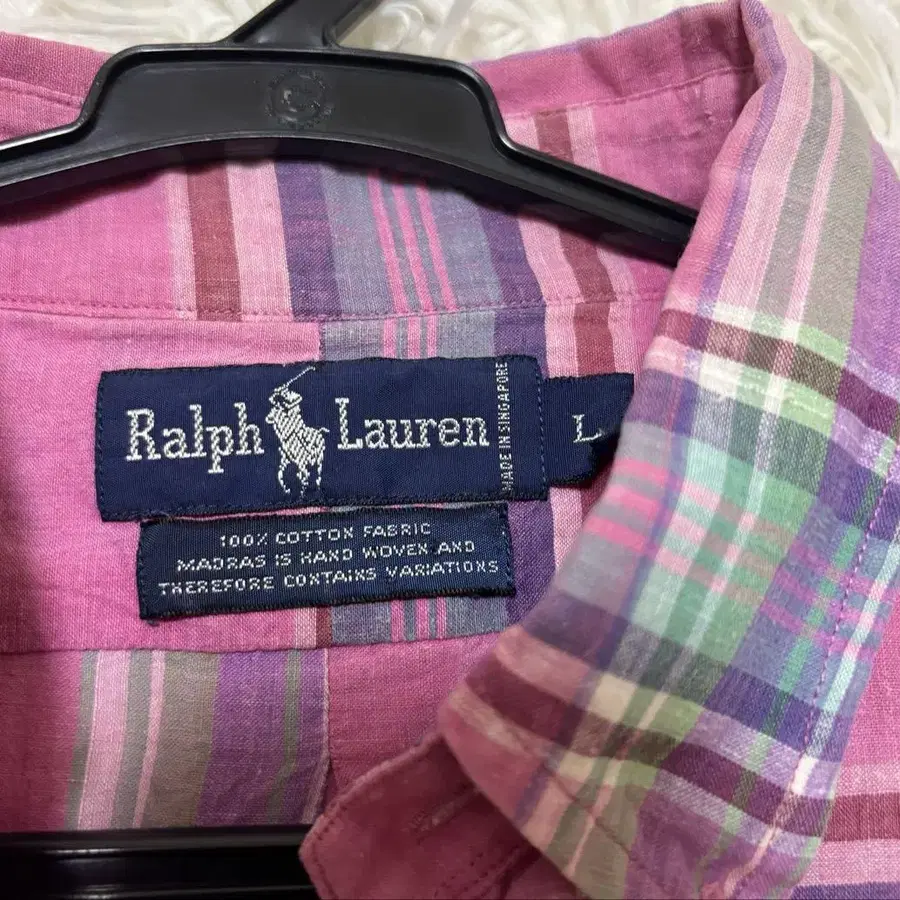 Ralph Lauren
MADE IN SINGAPORE
L
100% COTTON FABRIC
MADRAS IS HAND WOVEN AND
THEREFORE CONTAINS VARIATIONS